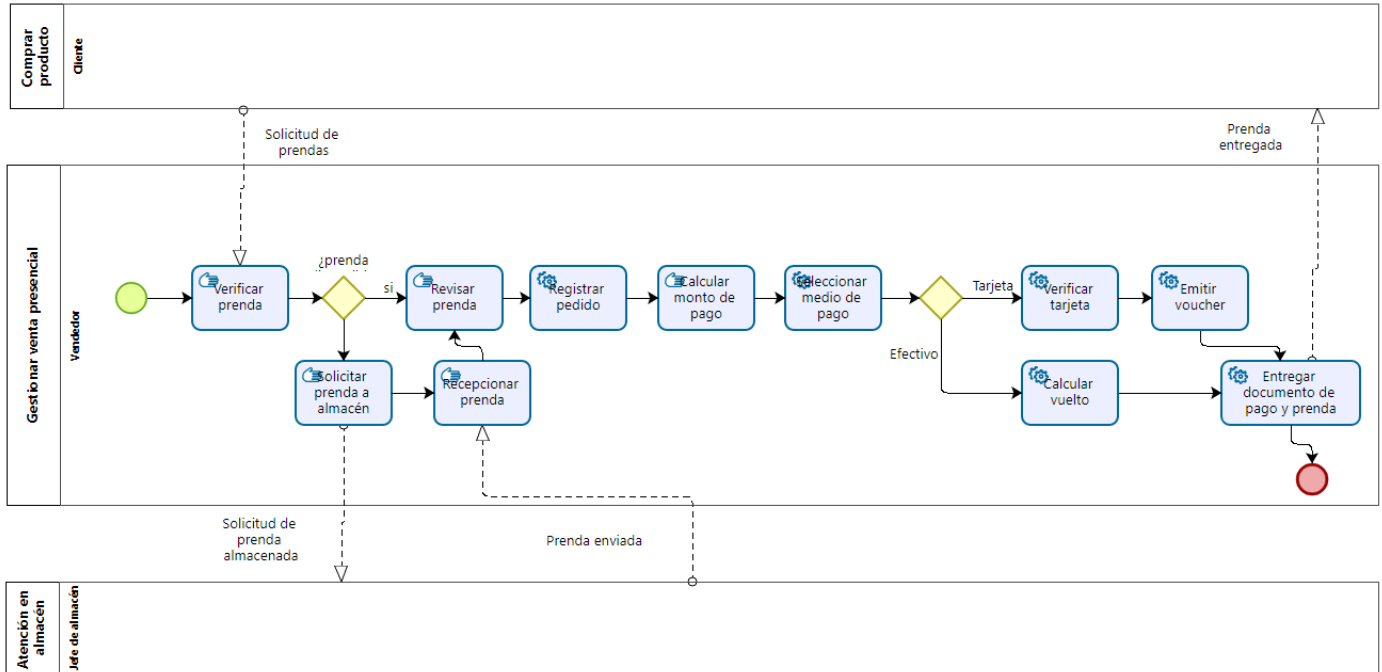 Comprar
producto
Cliente
Solicitud de
prendas
Prenda
entregada
Gestionar venta presencial
Vendedor
¿prenda
Verificar
prenda
si
Revisar
prenda
Registrar
pedido
Calcular
monto de
pago
Seleccionar
medio de
pago
Tarjeta
Verificar
tarjeta
Emitir
voucher
Efectivo
Solicitar
prenda a
almacén
Recepcionar
prenda
Calcular
vuelto
Entregar
documento de
pago y prenda
Solicitud de
prenda
almacenada
Prenda enviada
Atención en
almacén
Jefe de almacén